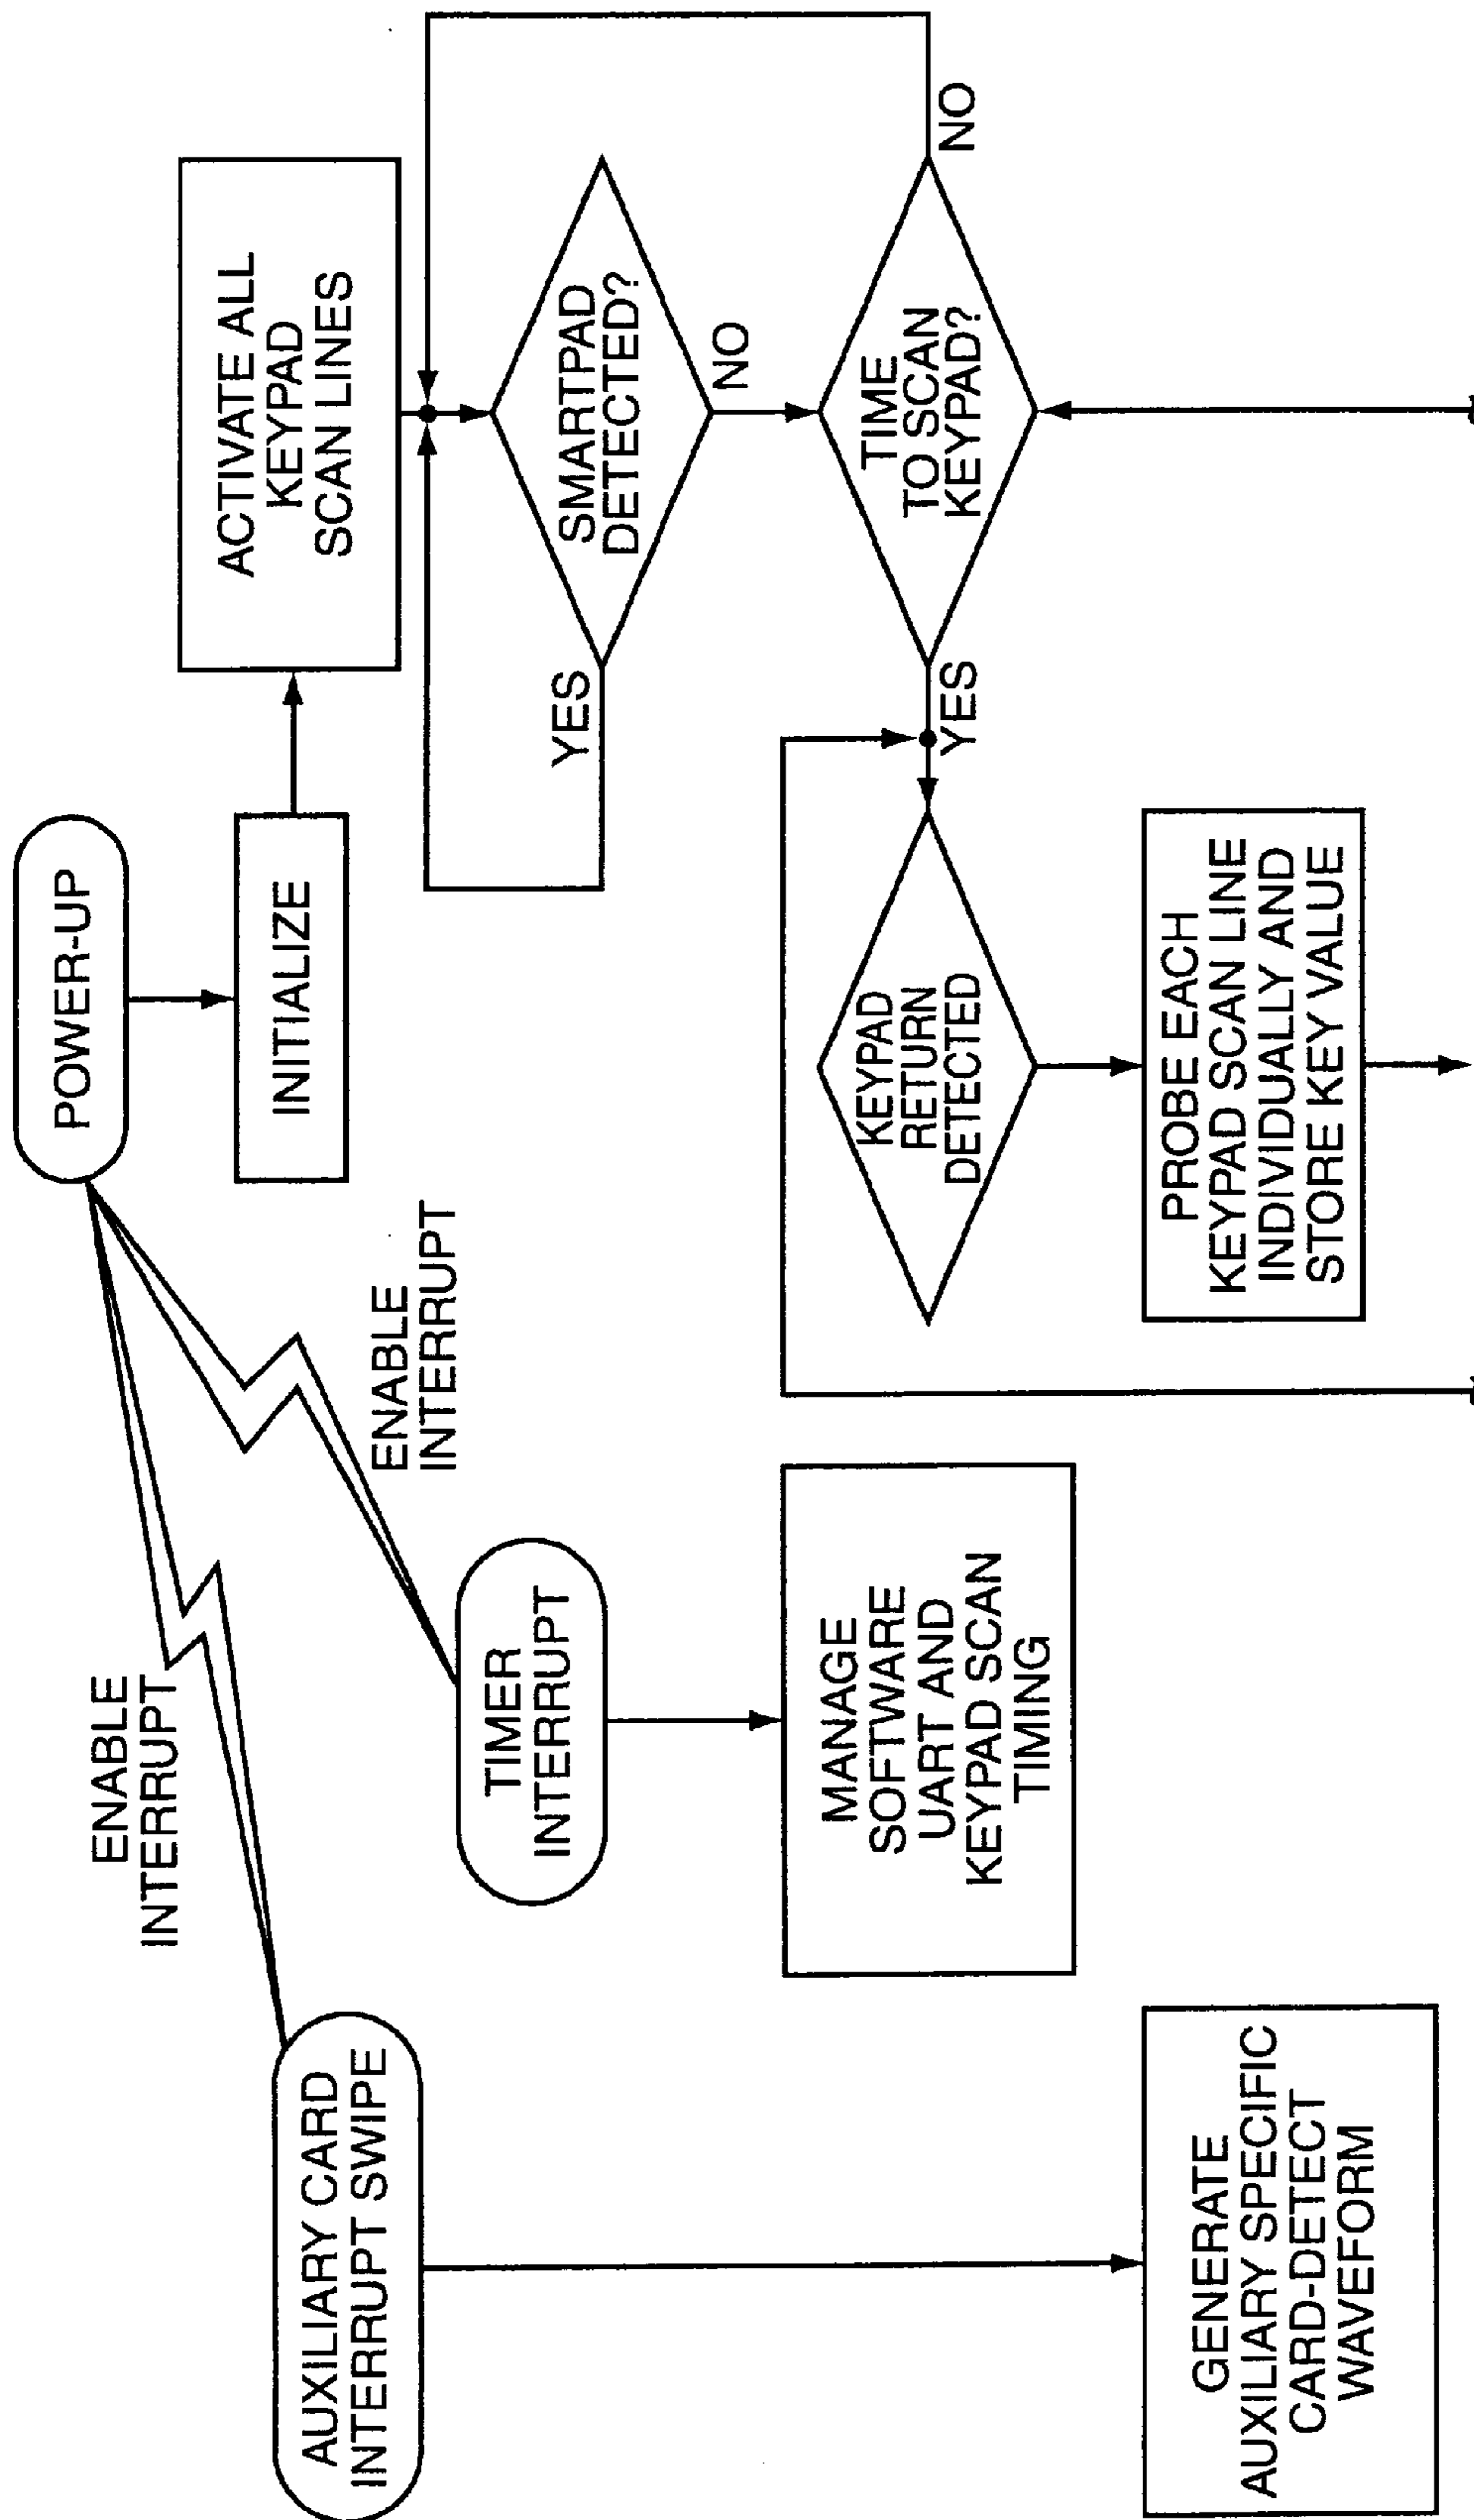 POWER-UP
INITIALIZE
ACTIVATE ALL
KEYPAD
SCAN LINES
ENABLE
INTERRUPT
ENABLE
INTERRUPT
AUXILIARY CARD
INTERRUPT SWIPE
TIMER
INTERRUPT
SMARTPAD
DETECTED?
YES
NO
MANAGE
SOFTWARE
UART AND
KEYPAD SCAN
TIMING
KEYPAD
RETURN
DETECTED
YES
TIME
TO SCAN
KEYPAD?
NO
GENERATE
AUXILIARY SPECIFIC
CARD-DETECT
WAVEFORM
PROBE EACH
KEYPAD SCAN LINE
INDIVIDUALLY AND
STORE KEY VALUE